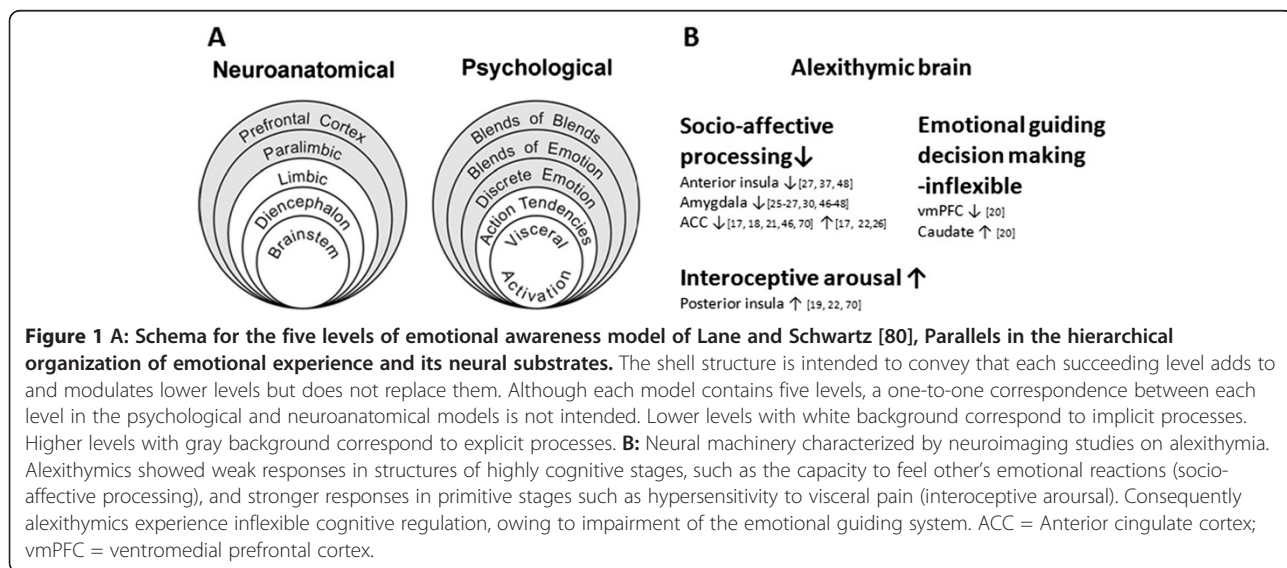 A
Neuroanatomical
Psychological
Prefrontal Cortex
Paralimbic
Limbic
Diencephalon
Brainstem
Blends of Blends
Blends of Emotion
Discrete Emotion
Action Tendencies
Visceral
Activation
B
Alexithymic brain
Socio-affective
processing↓
Anterior insula ↓[27, 37, 48]
Amygdala ↓[25-27, 30, 46-48]
ACC ↓[17, 18, 21, 46, 70] ↑[17, 22,26]
Emotional guiding
decision making
-inflexible
vmPFC ↓ [20]
Caudate ↑ [20]
Interoceptive arousal ↑
Posterior insula ↑ [19, 22, 70]
Figure 1 A: Schema for the five levels of emotional awareness model of Lane and Schwartz [80], Parallels in the hierarchical
organization of emotional experience and its neural substrates. The shell structure is intended to convey that each succeeding level adds to
and modulates lower levels but does not replace them. Although each model contains five levels, a one-to-one correspondence between each
level in the psychological and neuroanatomical models is not intended. Lower levels with white background correspond to implicit processes.
Higher levels with gray background correspond to explicit processes. B: Neural machinery characterized by neuroimaging studies on alexithymia.
Alexithymics showed weak responses in structures of highly cognitive stages, such as the capacity to feel other's emotional reactions (socio-
affective processing), and stronger responses in primitive stages such as hypersensitivity to visceral pain (interoceptive aroursal). Consequently
alexithymics experience inflexible cognitive regulation, owing to impairment of the emotional guiding system. ACC = Anterior cingulate cortex;
vmPFC = ventromedial prefrontal cortex.